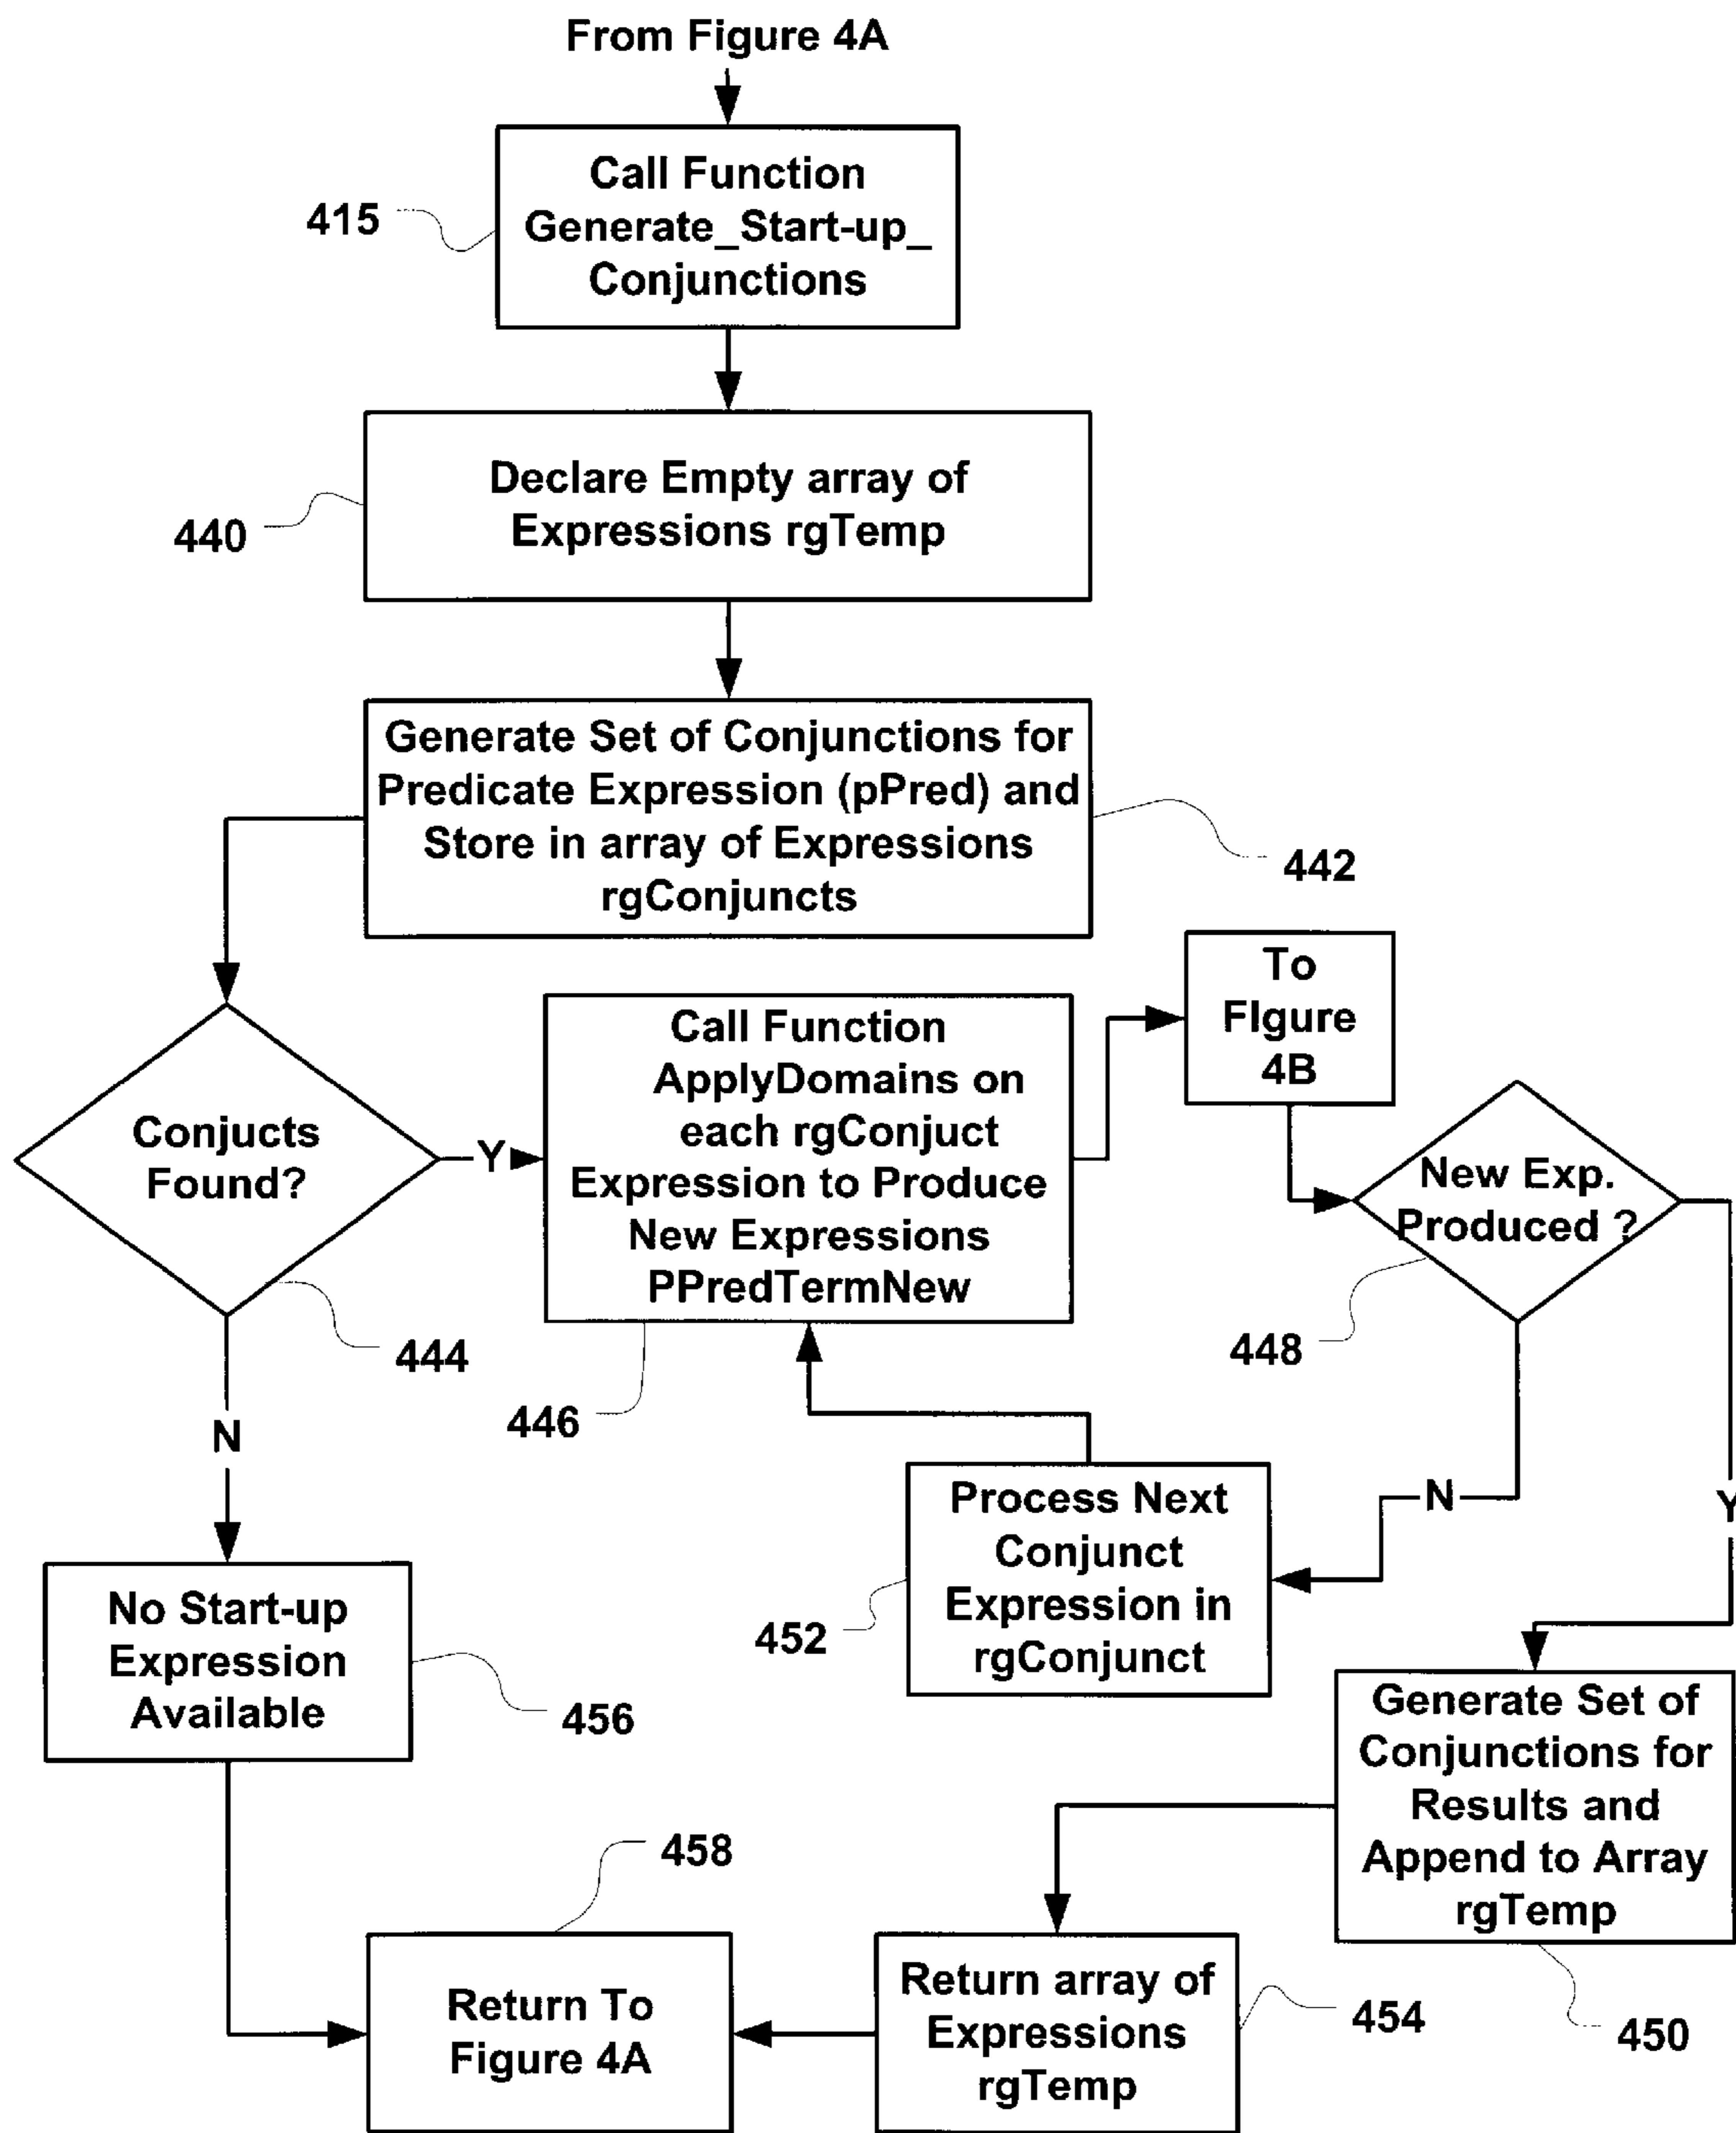 From Figure 4A
Call Function
Generate_Start-up_
Conjunctions
415
Declare Empty array of
Expressions rgTemp
440
Generate Set of Conjunctions for
Predicate Expression (pPred) and
Store in array of Expressions
rgConjuncts
442
To
FIgure
4B
Call Function
ApplyDomains on
each rgConjuct
Expression to Produce
New Expressions
PPredTermNew
446
Conjucts
Found?
Y
444
N
New Exp.
Produced ?
448
N
Y
Process Next
Conjunct
Expression in
rgConjunct
452
No Start-up
Expression
Available
456
Generate Set of
Conjunctions for
Results and
Append to Array
rgTemp
450
458
Return To
Figure 4A
Return array of
Expressions
rgTemp
454